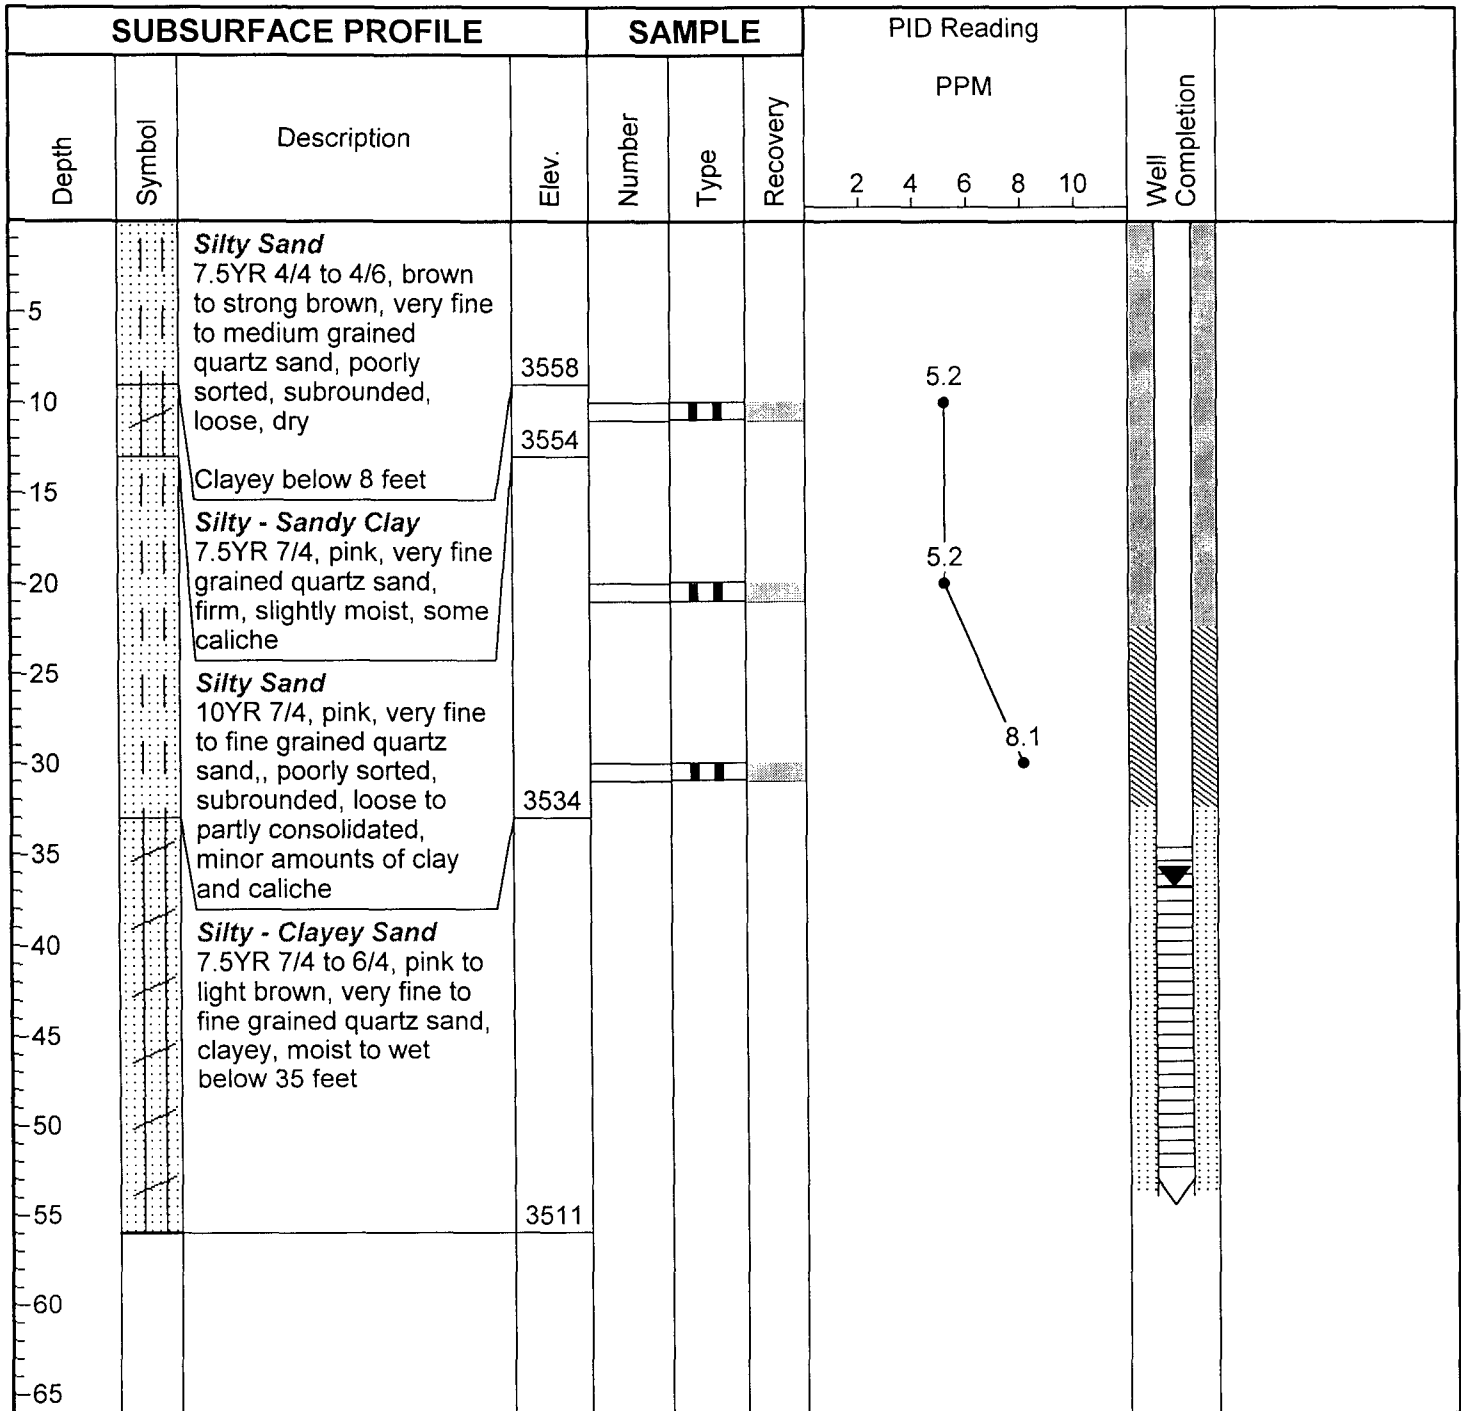 SUBSURFACE PROFILE
SAMPLE
PID Reading
PPM
Depth
Symbol
Description
Elev.
Number
Type
Recovery
2 4 6 8 10
Well
Completion
Silty Sand
7.5YR 4/4 to 4/6, brown
to strong brown, very fine
to medium grained
quartz sand, poorly
sorted, subrounded,
loose, dry
Clayey below 8 feet
Silty - Sandy Clay
7.5YR 7/4, pink, very fine
grained quartz sand,
firm, slightly moist, some
caliche
Silty Sand
10YR 7/4, pink, very fine
to fine grained quartz
sand,, poorly sorted,
subrounded, loose to
partly consolidated,
minor amounts of clay
and caliche
Silty - Clayey Sand
7.5YR 7/4 to 6/4, pink to
light brown, very fine to
fine grained quartz sand,
clayey, moist to wet
below 35 feet
3558
3554
3534
3511
5.2
5.2
8.1
5
10
15
20
25
30
35
40
45
50
55
60
65